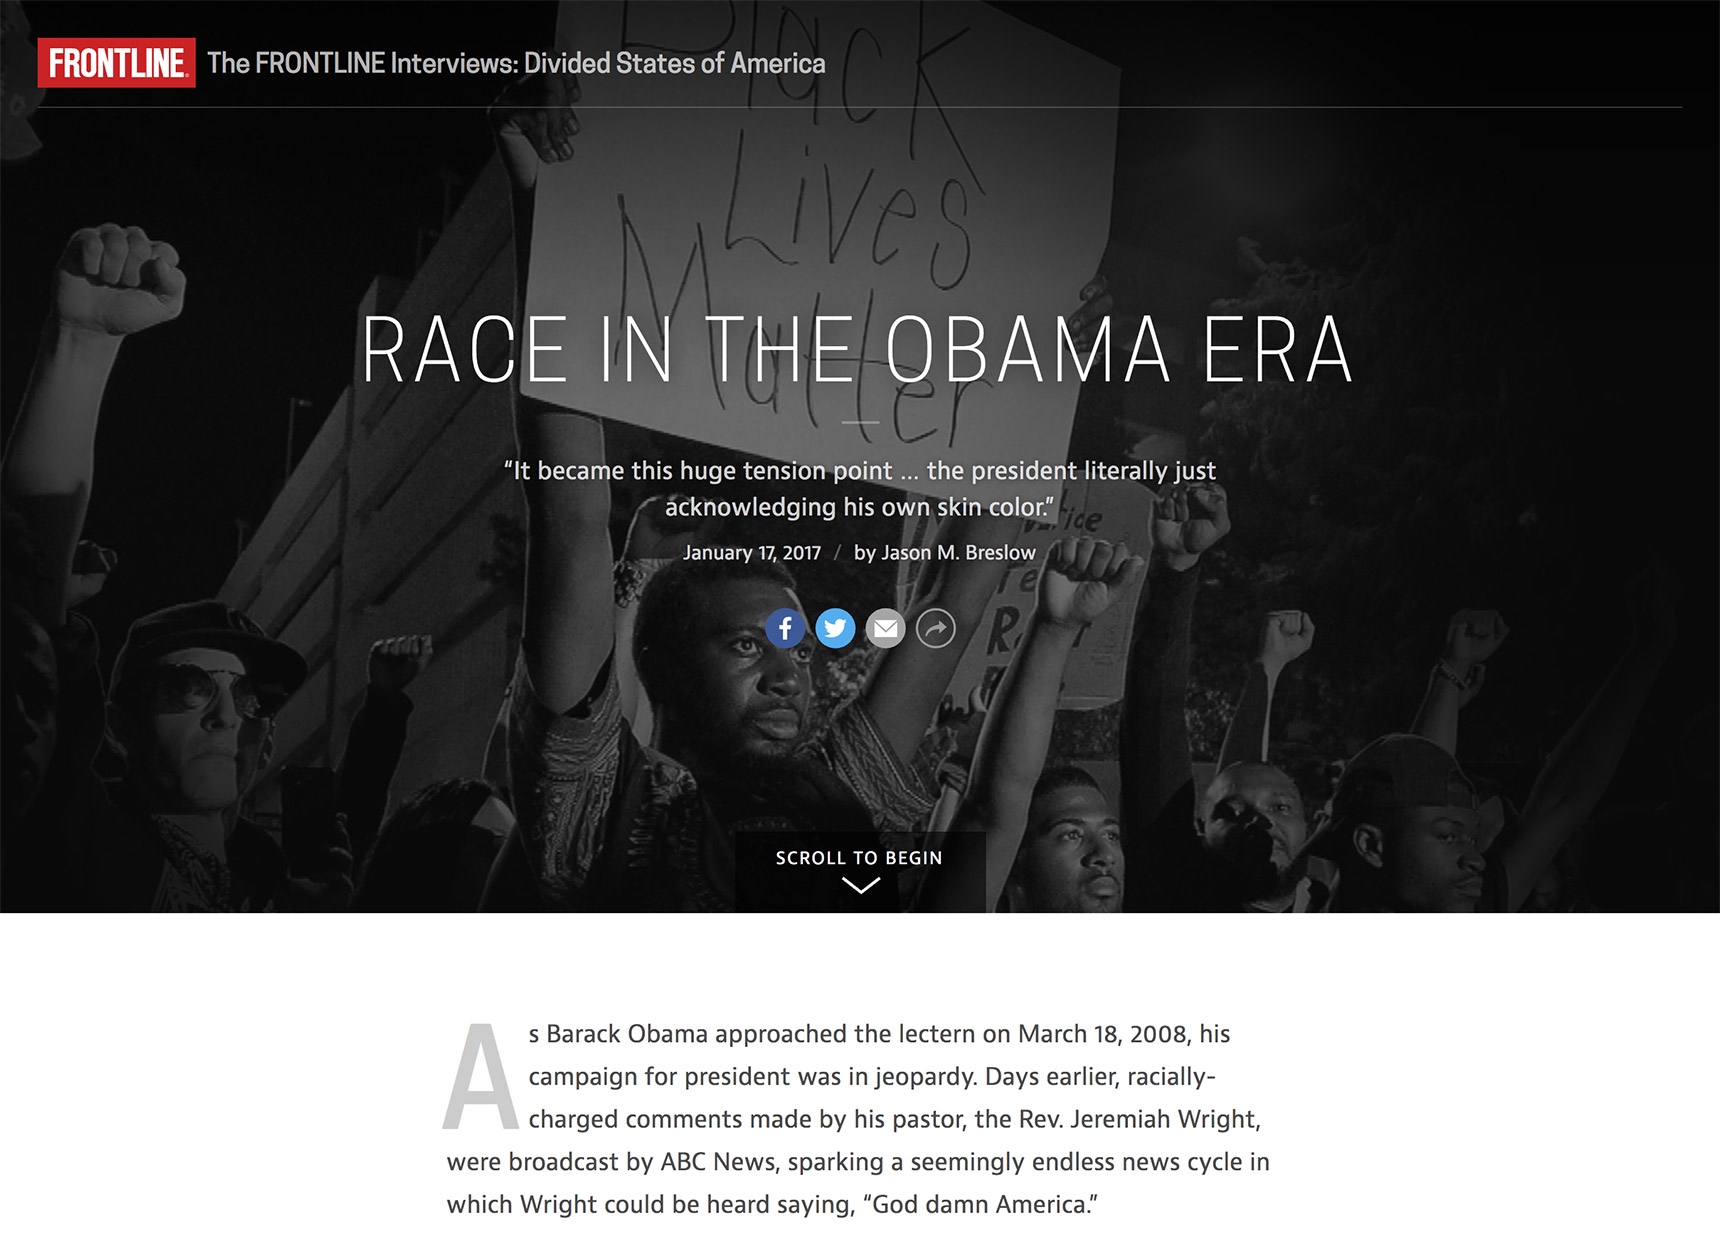 FRONTLINE
The FRONTLINE Interviews: Divided States of America
Black
Lives
Matter
RACE IN THE OBAMA ERA
“It became this huge tension point ... the president literally just
acknowledging his own skin color.”
January 17, 2017 / by Jason M. Breslow
SCROLL TO BEGIN
As Barack Obama approached the lectern on March 18, 2008, his
campaign for president was in jeopardy. Days earlier, racially-
charged comments made by his pastor, the Rev. Jeremiah Wright,
were broadcast by ABC News, sparking a seemingly endless news cycle in
which Wright could be heard saying, “God damn America.”